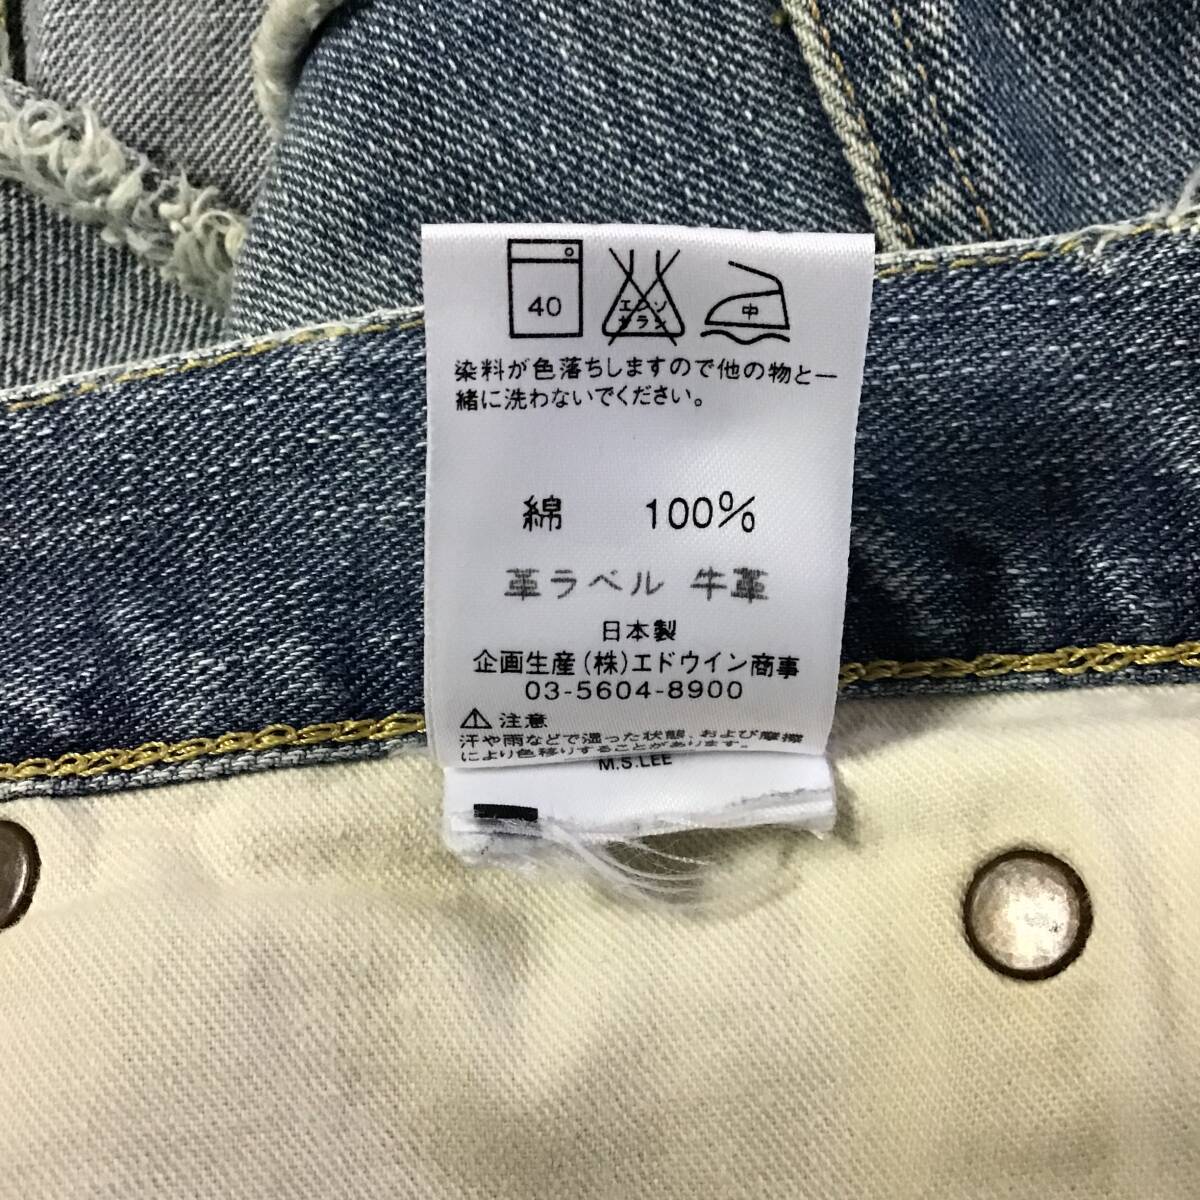 40
エンソ
サラシ
中
染料が色落ちしますので他の物と一
緒に洗わないでください。
綿 100%
革ラベル 牛革
日本製
企画生産(株)エドウイン商事
03-5604-8900
⚠注意
汗や雨などで湿った状態、および摩擦
により色移りすることがあります。
M.S.LEE